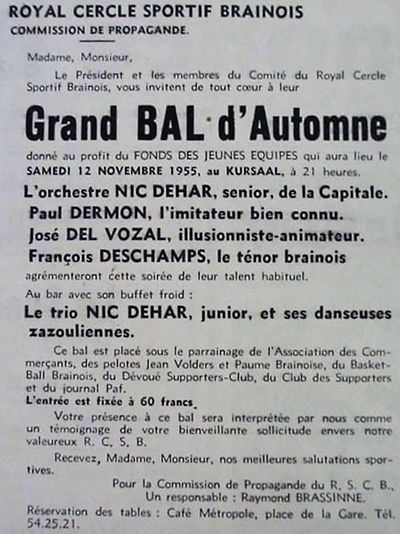 ROYAL CERCLE SPORTIF BRAINOIS
COMMISSION DE PROPAGANDE.
Madame, Monsieur,
Le Président et les membres du Comité du Royal Cercle
Sportif Brainois, vous invitent de tout cœur à leur
Grand BAL d'Automne
donné au profit du FONDS DES JEUNES EQUIPES qui aura lieu le
SAMEDI 12 NOVEMBRE 1955, au KURSAAL, à 21 heures.
L'orchestre NIC DEHAR, senior, de la Capitale.
Paul DERMON, l'imitateur bien connu.
José DEL VOZAL, illusionniste-animateur.
François DESCHAMPS, le ténor brainois
agrémenteront cette soirée de leur talent habituel.
Au bar avec son buffet froid :
Le trio NIC DEHAR, junior, et ses danseuses
zazouliennes.
Ce bal est placé sous le parrainage de l'Association des Com-
merçants, des pelotes Jean Volders et Paume Brainoise, du Basket-
Ball Brainois, du Dévoué Supporters-Club, du Club des Supporters
et du journal Paf.
L'entrée est fixée à 60 francs.
Votre présence à ce bal sera interprétée par nous comme
un témoignage de votre bienveillante sollicitude envers notre
valeureux R. C. S. B.
Recevez, Madame, Monsieur, nos meilleures salutations spor-
tives.
Pour la Commission de Propagande du R. S. C. B.,
Un responsable : Raymond BRASSINNE.
Réservation des tables : Café Métropole, place de la Gare. Tél.
54.25.21.